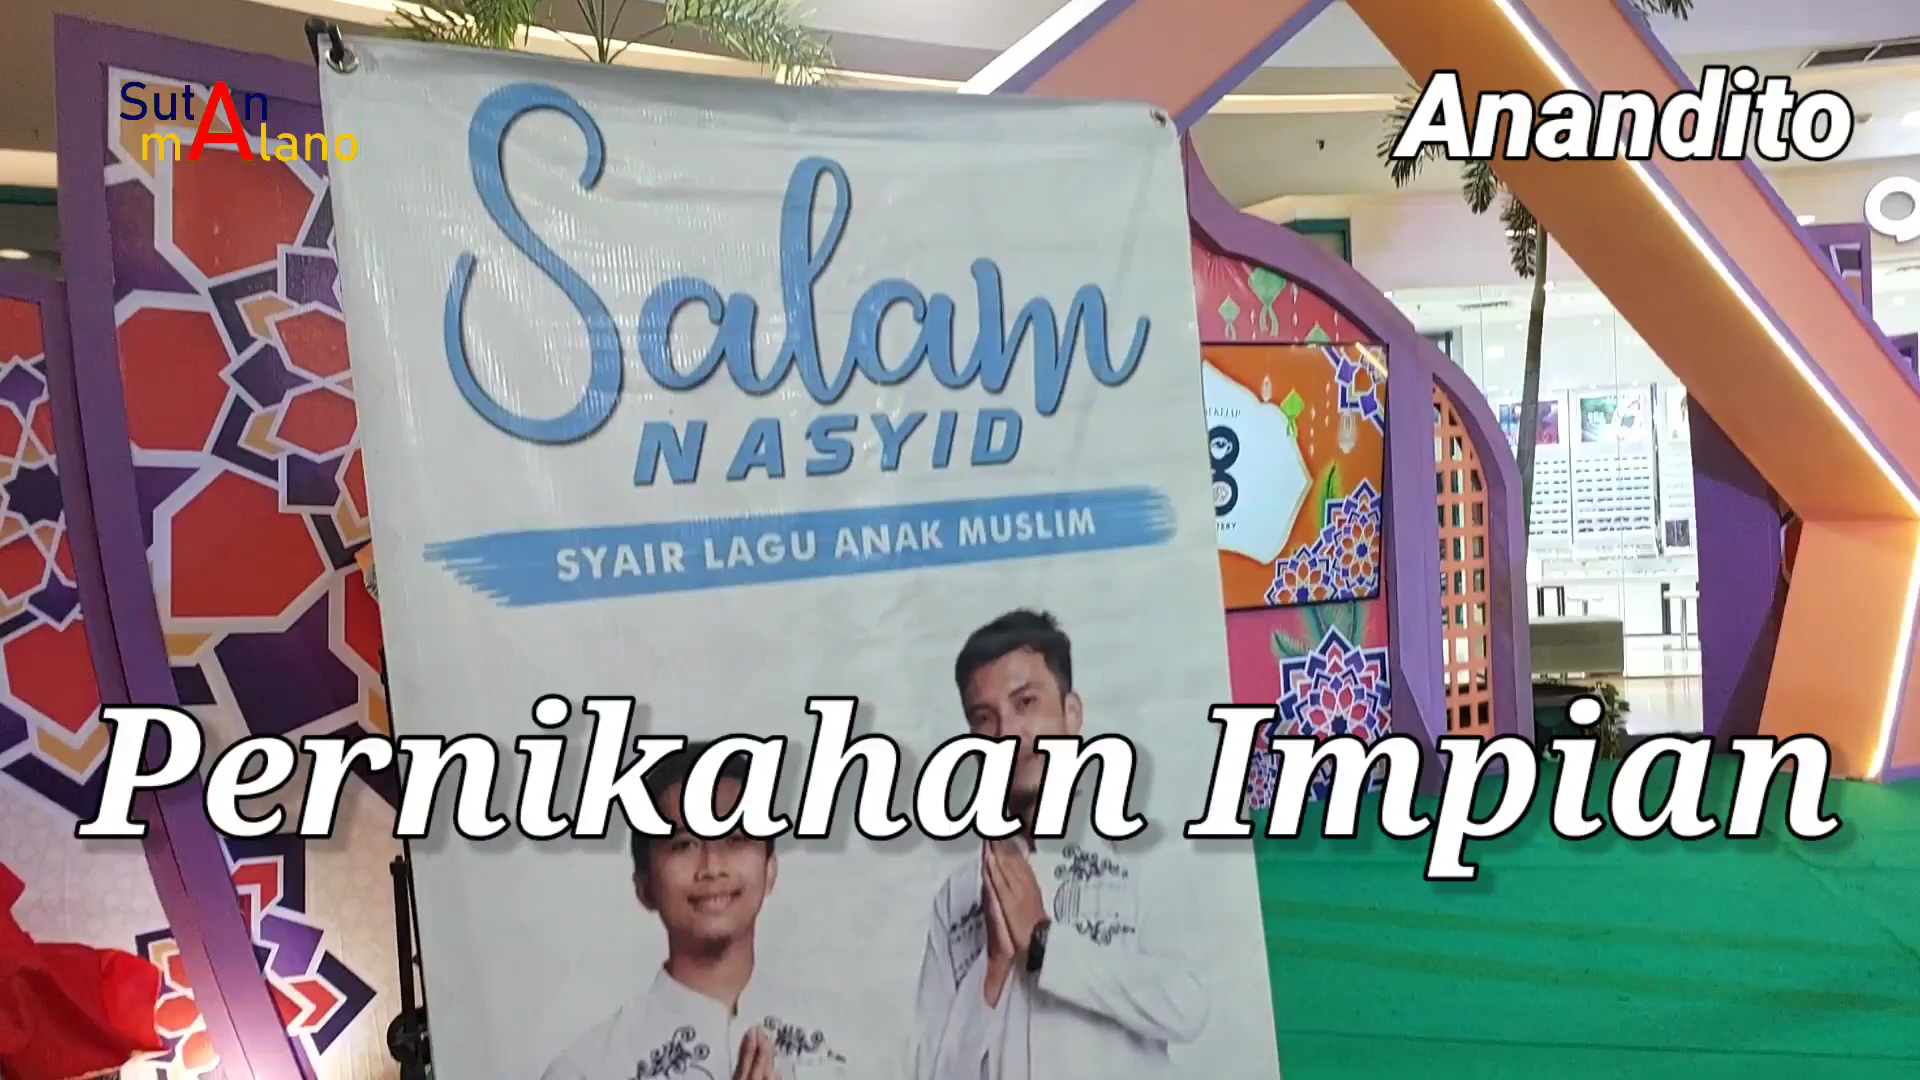 SutAn
mAlano
Anandito
Salam
NASYID
SYAIR LAGU ANAK MUSLIM
Pernikahan Impian